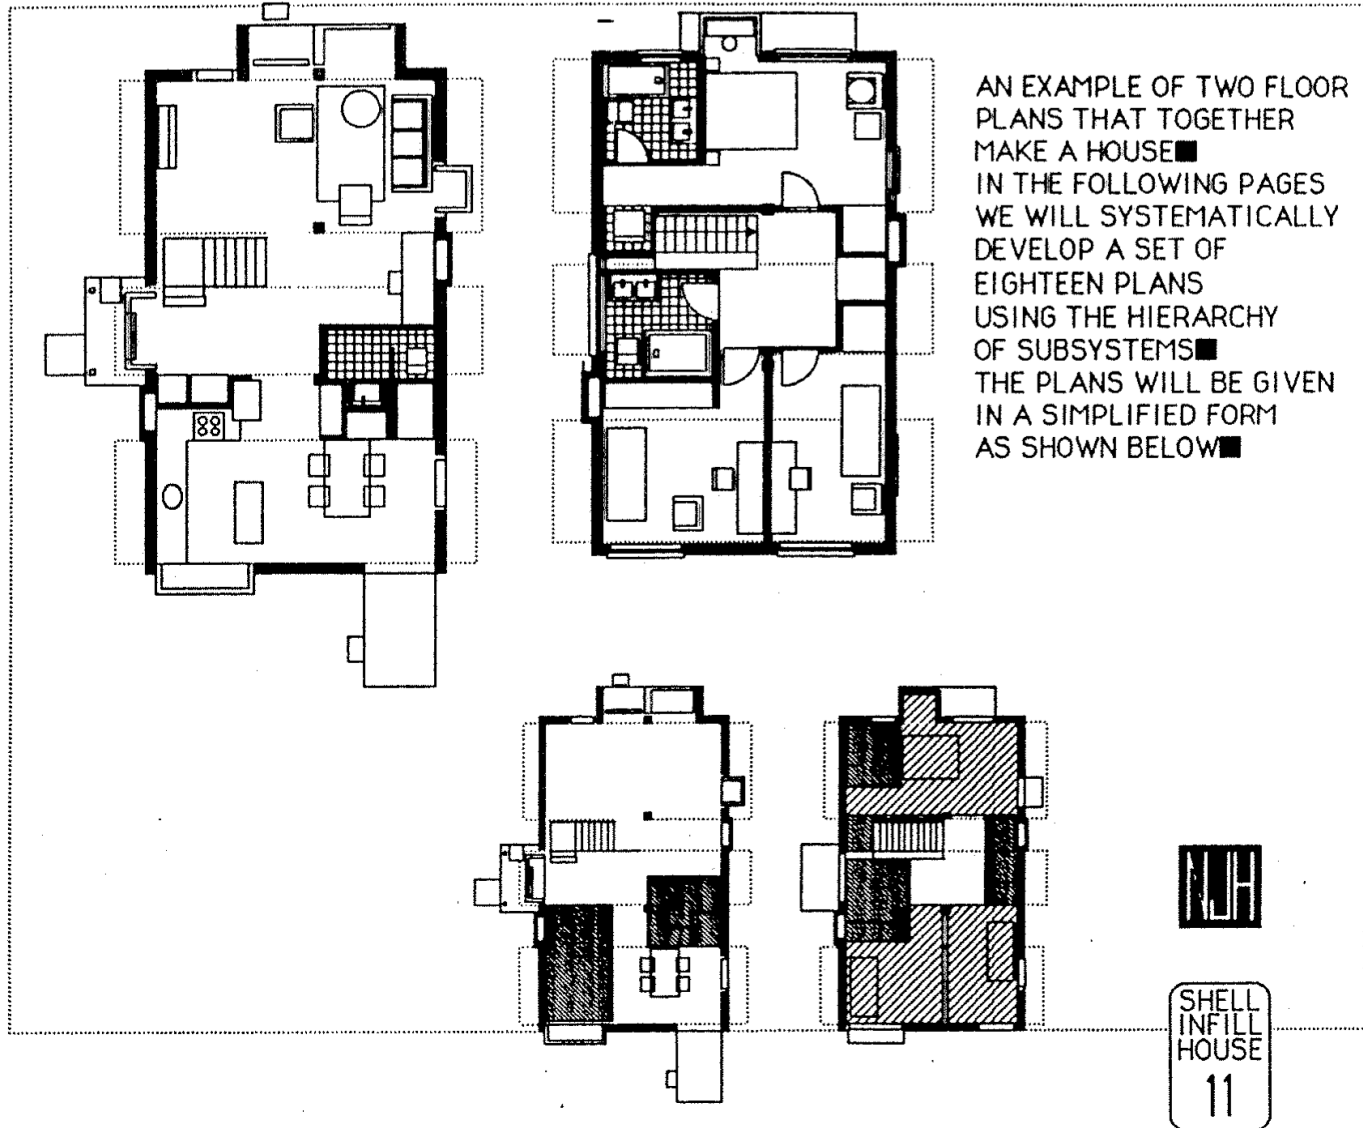 AN EXAMPLE OF TWO FLOOR
PLANS THAT TOGETHER
MAKE A HOUSE■
IN THE FOLLOWING PAGES
WE WILL SYSTEMATICALLY
DEVELOP A SET OF
EIGHTEEN PLANS
USING THE HIERARCHY
OF SUBSYSTEMS■
THE PLANS WILL BE GIVEN
IN A SIMPLIFIED FORM
AS SHOWN BELOW■
SHELL
INFILL
HOUSE
11